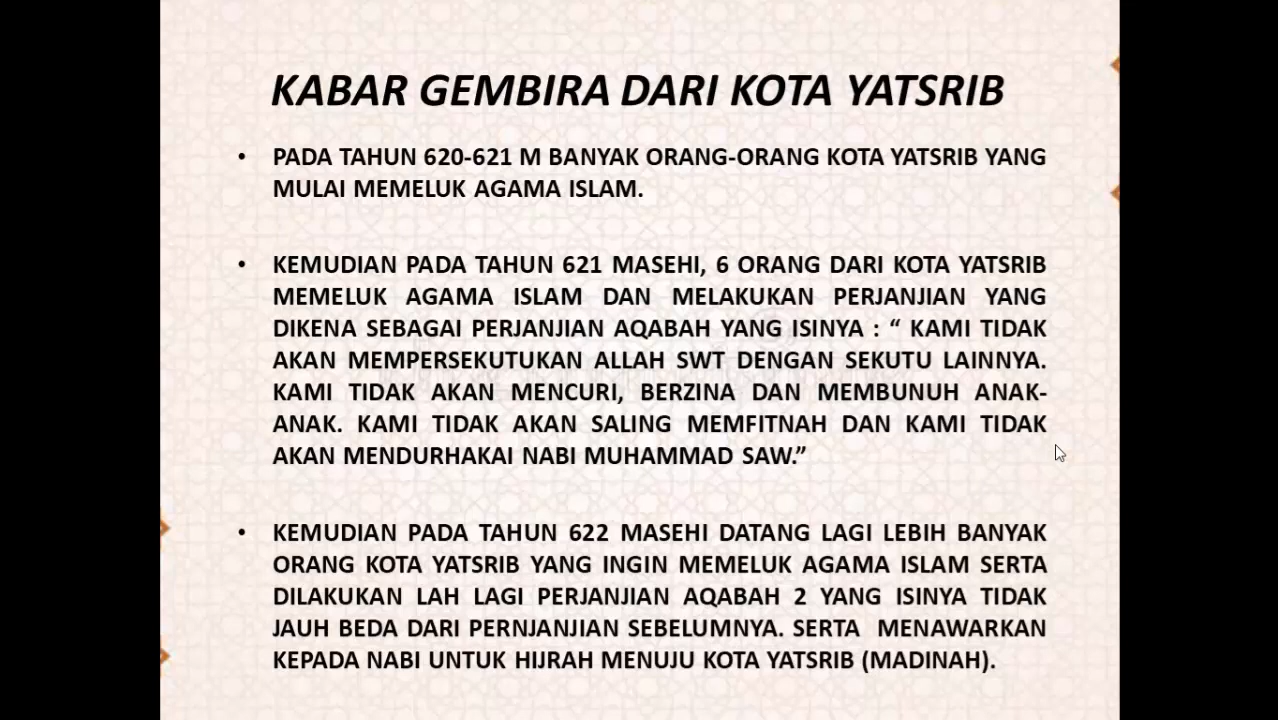 KABAR GEMBIRA DARI KOTA YATSRIB
• PADA TAHUN 620-621 M BANYAK ORANG-ORANG KOTA YATSRIB YANG
MULAI MEMELUK AGAMA ISLAM.
• KEMUDIAN PADA TAHUN 621 MASEHI, 6 ORANG DARI KOTA YATSRIB
MEMELUK AGAMA ISLAM DAN MELAKUKAN PERJANJIAN YANG
DIKENA SEBAGAI PERJANJIAN AQABAH YANG ISINYA : “ KAMI TIDAK
AKAN MEMPERSEKUTUKAN ALLAH SWT DENGAN SEKUTU LAINNYA.
KAMI TIDAK AKAN MENCURI, BERZINA DAN MEMBUNUH ANAK-
ANAK. KAMI TIDAK AKAN SALING MEMFITNAH DAN KAMI TIDAK
AKAN MENDURHAKAI NABI MUHAMMAD SAW.”
• KEMUDIAN PADA TAHUN 622 MASEHI DATANG LAGI LEBIH BANYAK
ORANG KOTA YATSRIB YANG INGIN MEMELUK AGAMA ISLAM SERTA
DILAKUKAN LAH LAGI PERJANJIAN AQABAH 2 YANG ISINYA TIDAK
JAUH BEDA DARI PERNJANJIAN SEBELUMNYA. SERTA  MENAWARKAN
KEPADA NABI UNTUK HIJRAH MENUJU KOTA YATSRIB (MADINAH).